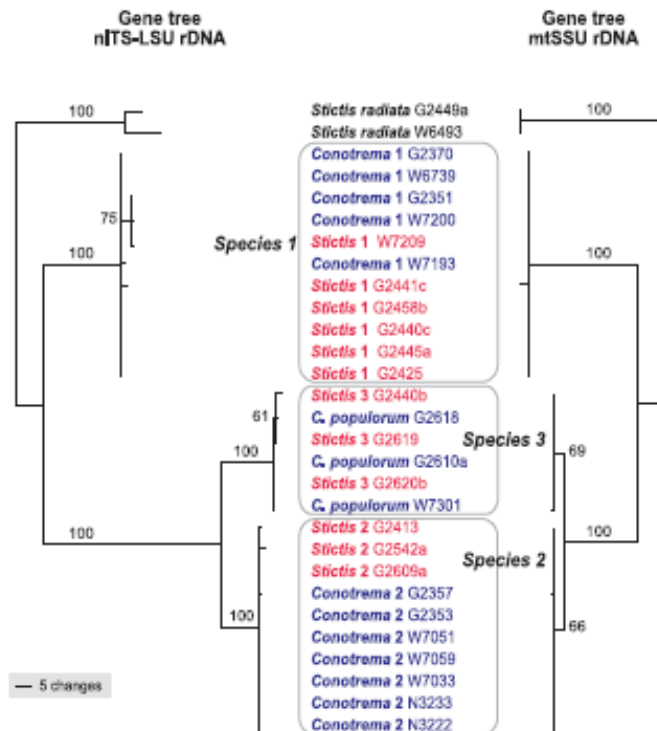 Gene tree
nITS-LSU rDNA
Gene tree
mtSSU rDNA
100
Stictis radiata G2449a
100
Stictis radiata W6493
Conotrema 1 G2370
Conotrema 1 W6739
Conotrema 1 G2351
75
Conotrema 1 W7200
Species 1
Stictis 1 W7209
100
Conotrema 1 W7193
100
Stictis 1 G2441c
Stictis 1 G2458b
Stictis 1 G2440c
Stictis 1 G2445a
Stictis 1 G2425
Stictis 3 G2440b
61
C. populorum G2618
Stictis 3 G2619
Species 3
100
C. populorum G2610a
69
Stictis 3 G2620b
C. populorum W7301
100
Stictis 2 G2413
100
Stictis 2 G2542a
Species 2
Stictis 2 G2609a
Conotrema 2 G2357
100
Conotrema 2 G2353
66
Conotrema 2 W7051
Conotrema 2 W7059
5 changes
Conotrema 2 W7033
Conotrema 2 N3233
Conotrema 2 N3222